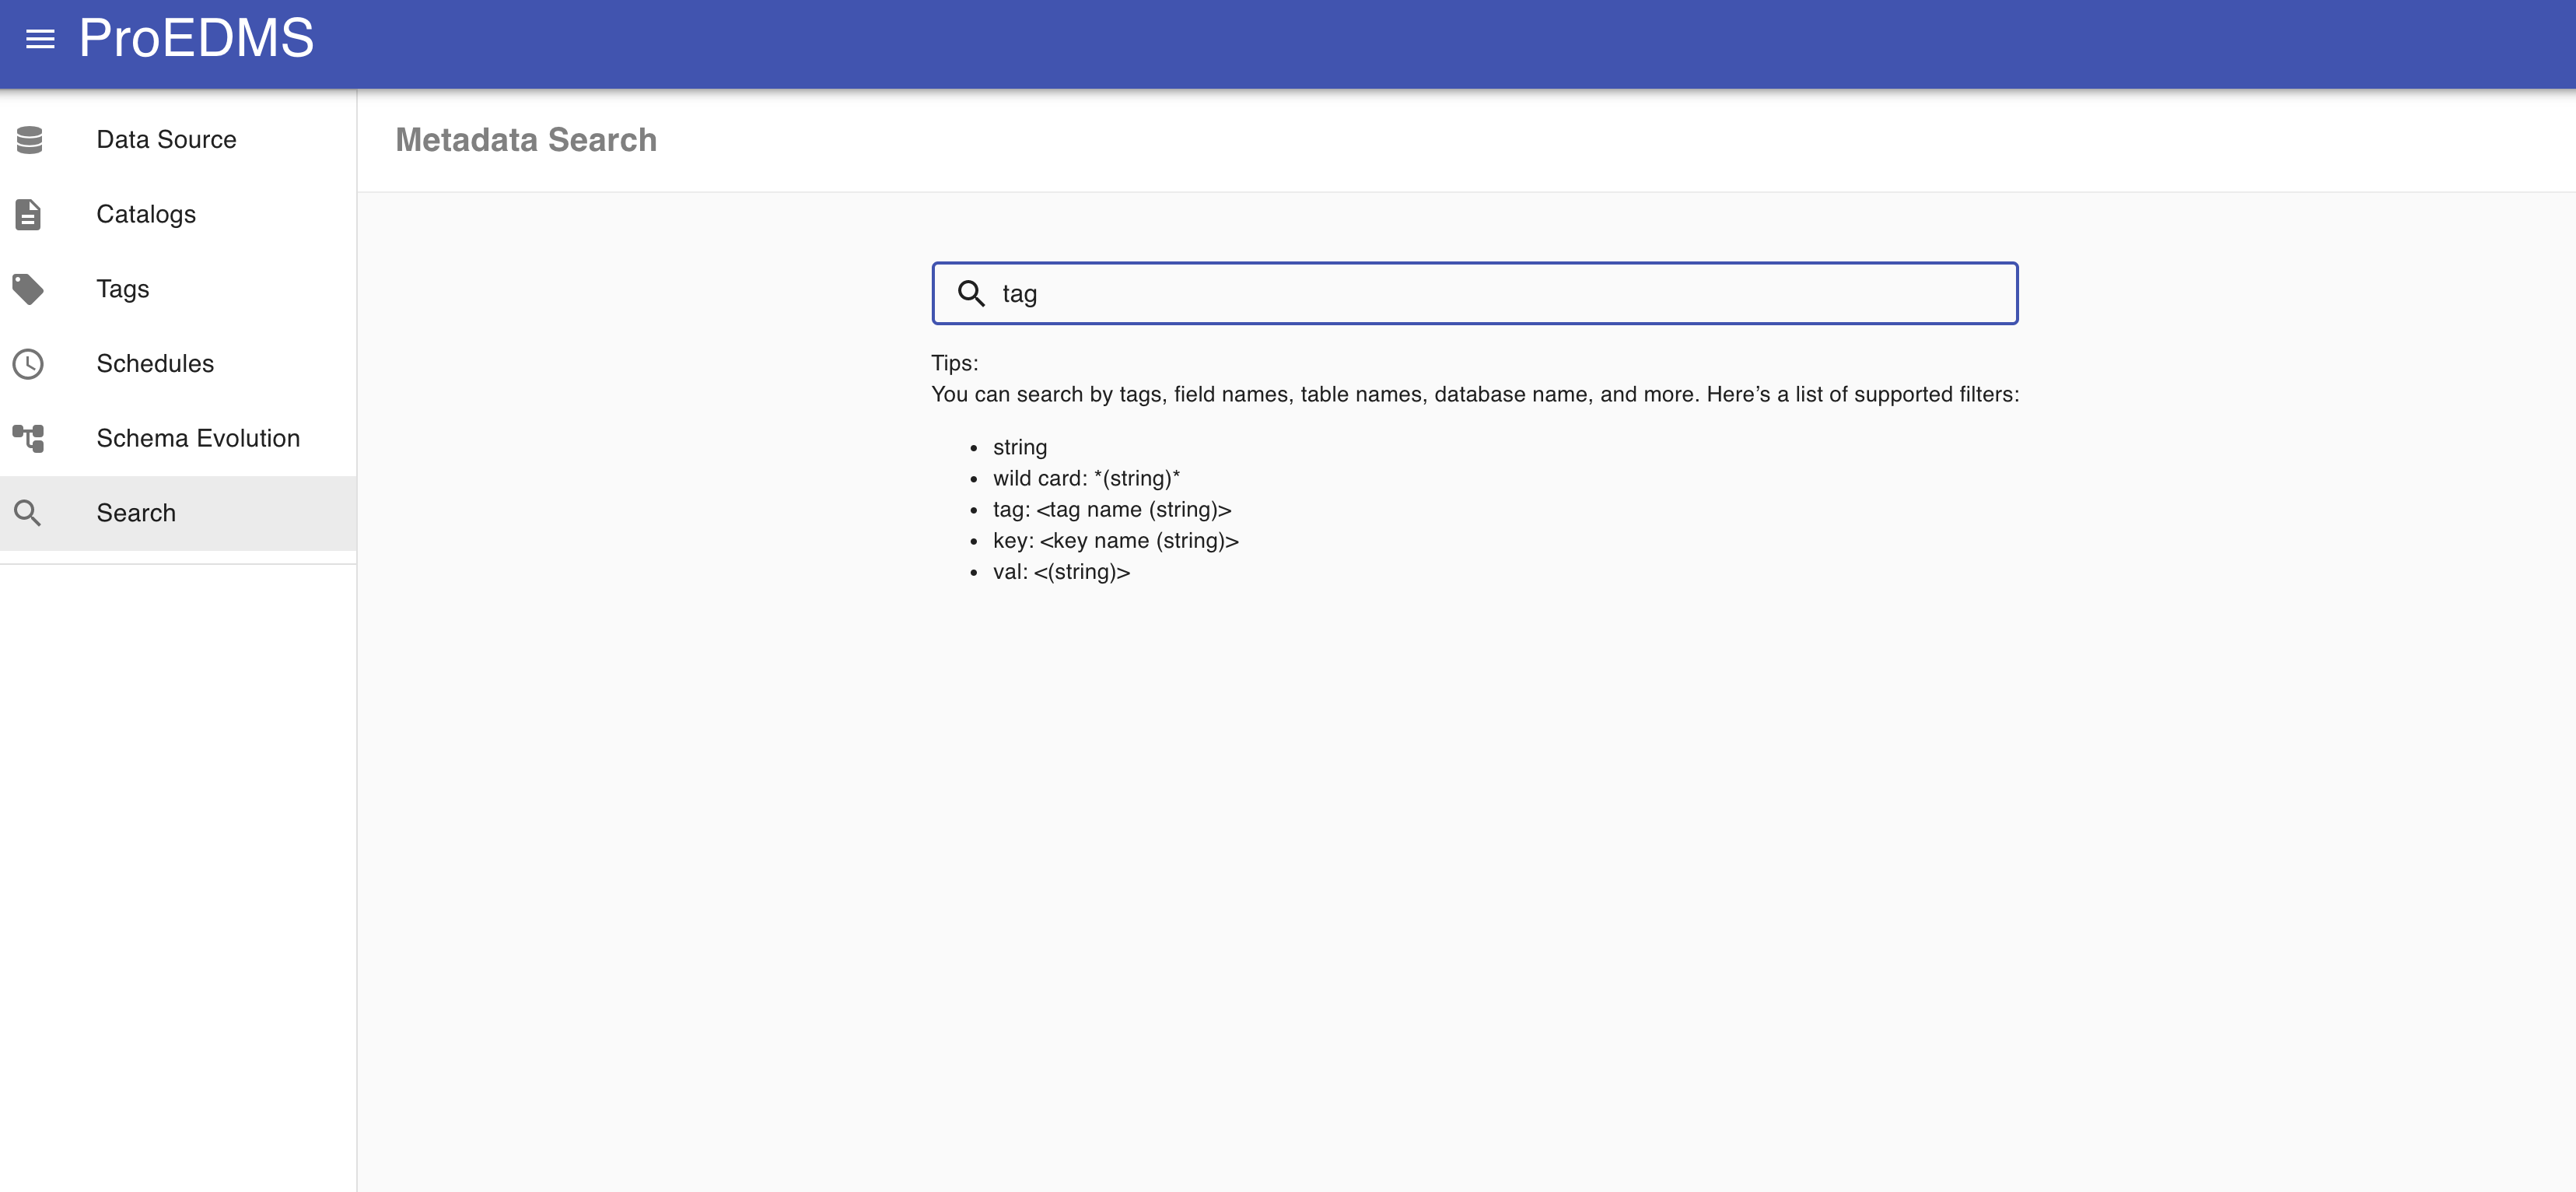 ProEDMS
Data Source
Catalogs
Tags
Schedules
Schema Evolution
Search
Metadata Search
tag
Tips:
You can search by tags, field names, table names, database name, and more. Here’s a list of supported filters:
• string
• wild card: *(string)*
• tag: <tag name (string)>
• key: <key name (string)>
• val: <(string)>